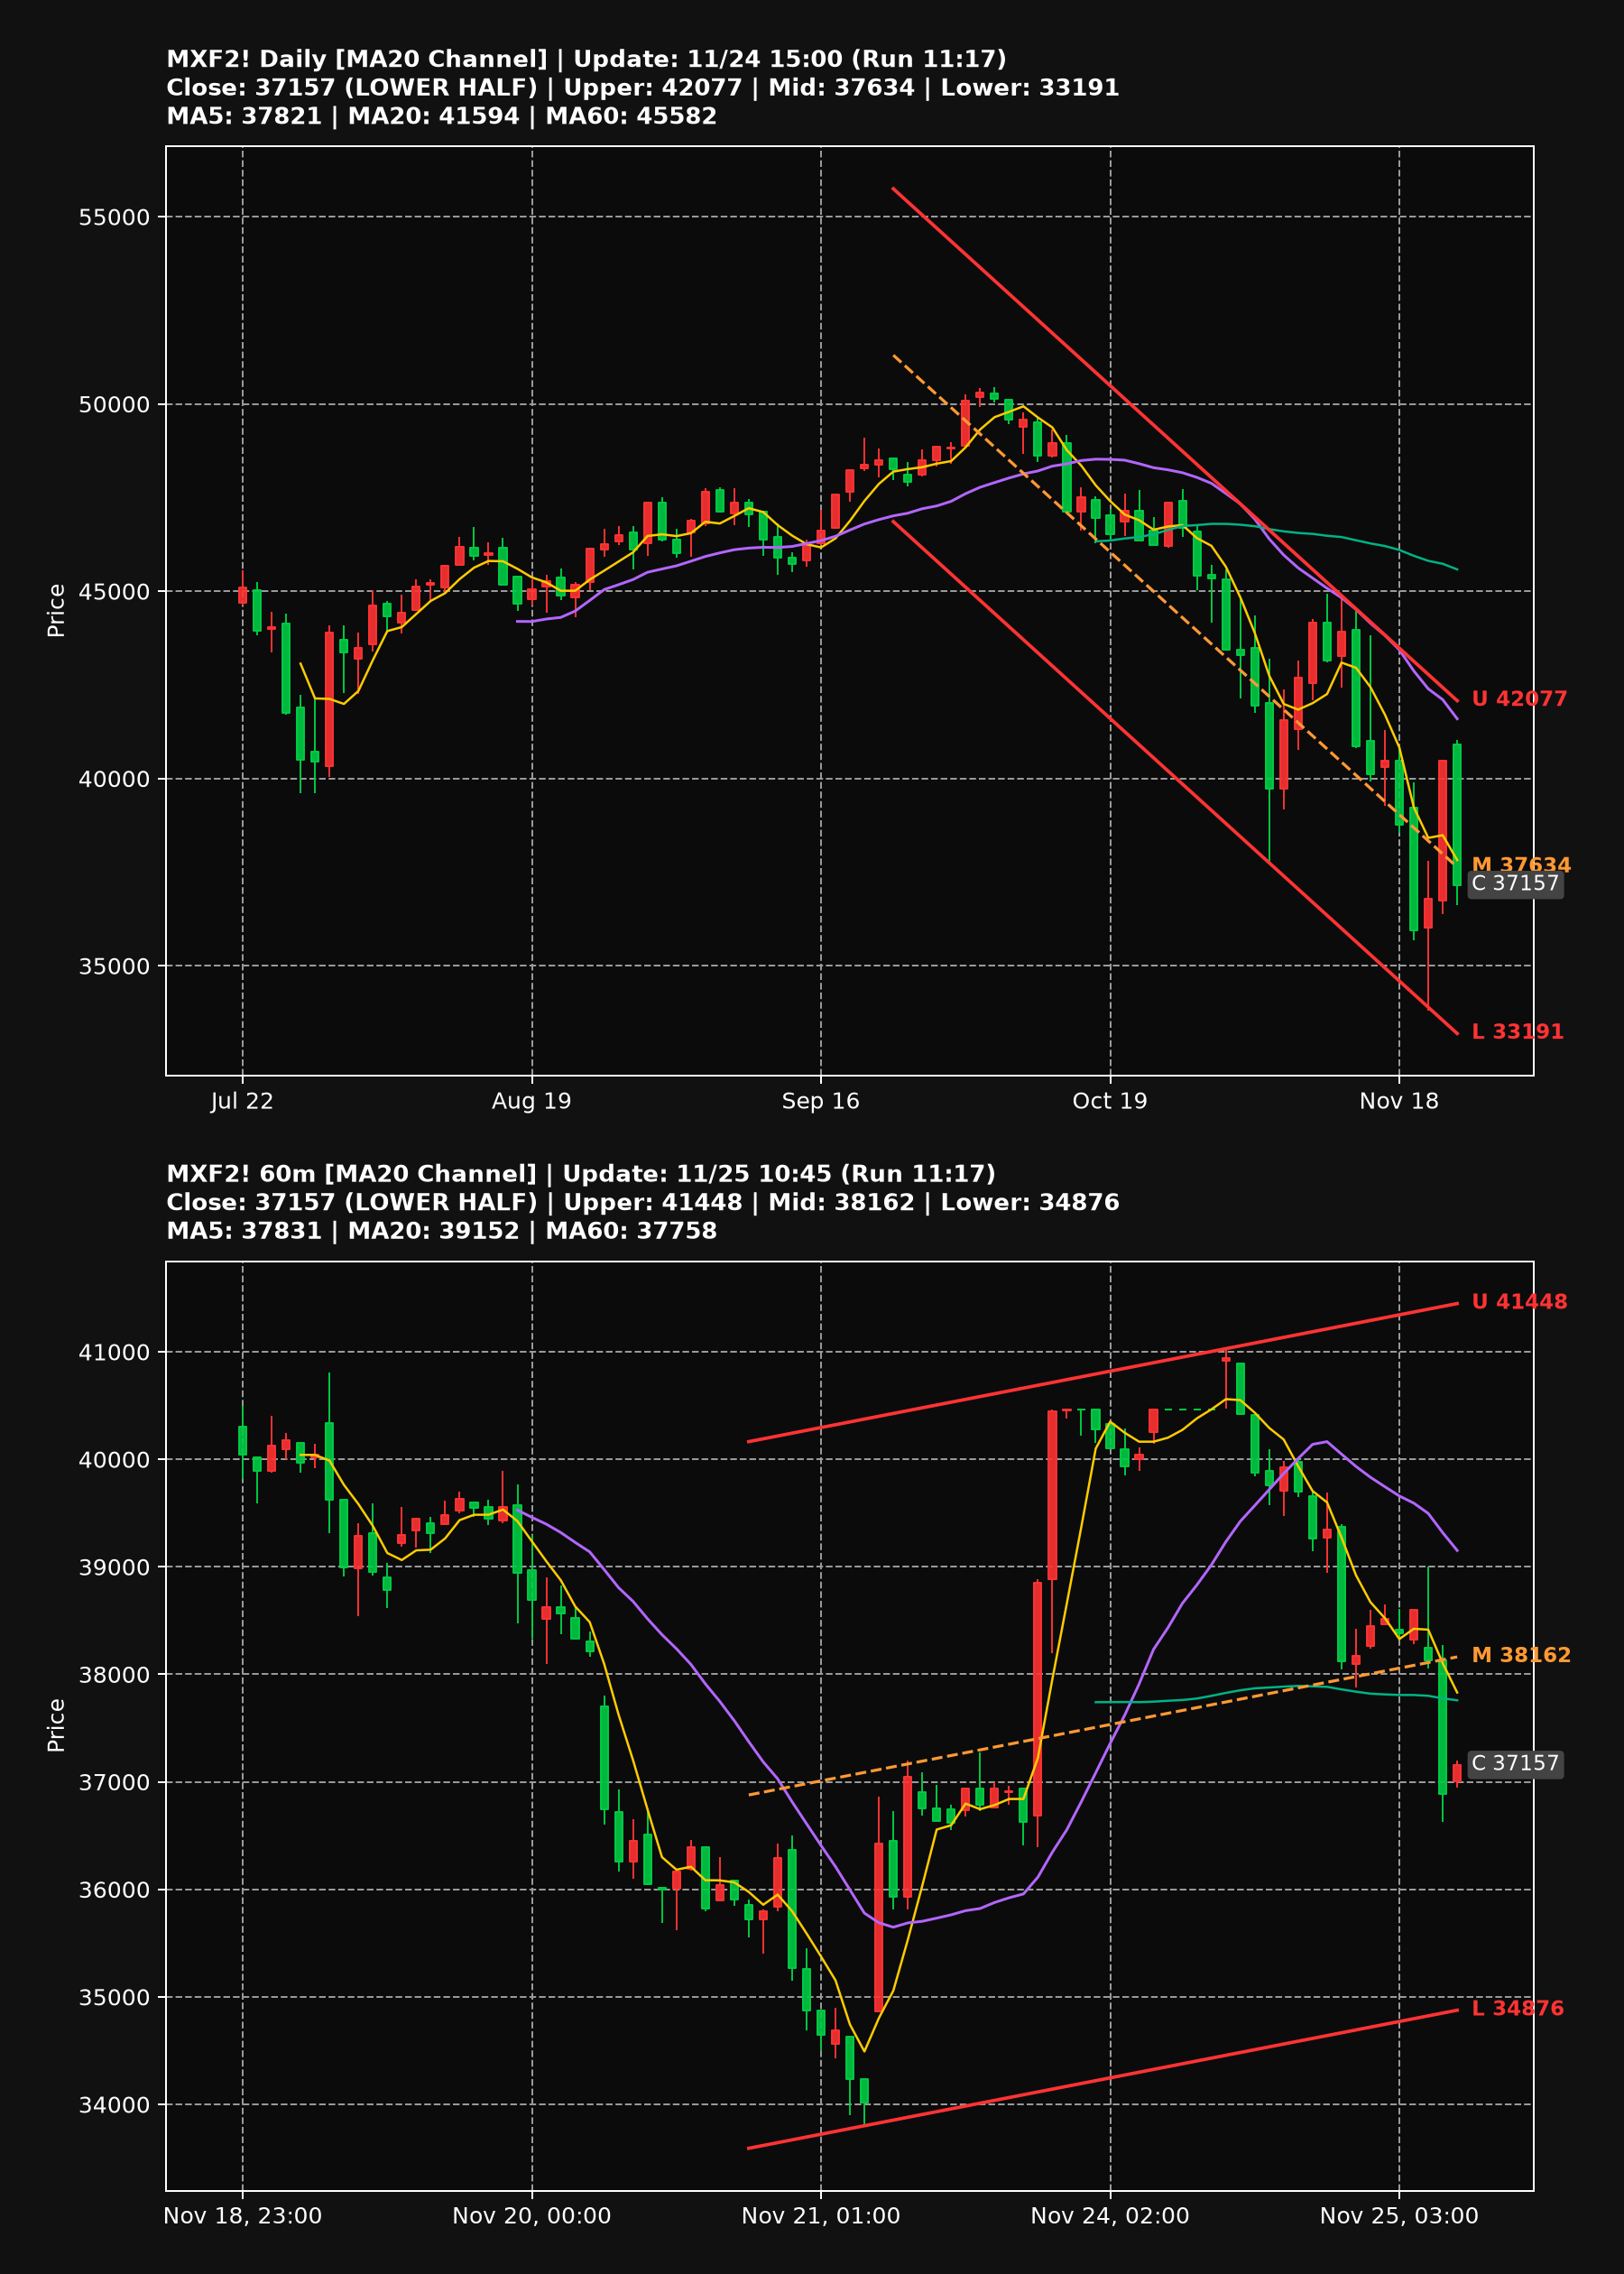 MXF2! Daily [MA20 Channel] | Update: 11/24 15:00 (Run 11:17)
Close: 37157 (LOWER HALF) | Upper: 42077 | Mid: 37634 | Lower: 33191
MA5: 37821 | MA20: 41594 | MA60: 45582
Price
55000
50000
45000
40000
35000
U 42077
M 37634
C 37157
L 33191
Jul 22
Aug 19
Sep 16
Oct 19
Nov 18
MXF2! 60m [MA20 Channel] | Update: 11/25 10:45 (Run 11:17)
Close: 37157 (LOWER HALF) | Upper: 41448 | Mid: 38162 | Lower: 34876
MA5: 37831 | MA20: 39152 | MA60: 37758
Price
41000
40000
39000
38000
37000
36000
35000
34000
U 41448
M 38162
C 37157
L 34876
Nov 18, 23:00
Nov 20, 00:00
Nov 21, 01:00
Nov 24, 02:00
Nov 25, 03:00